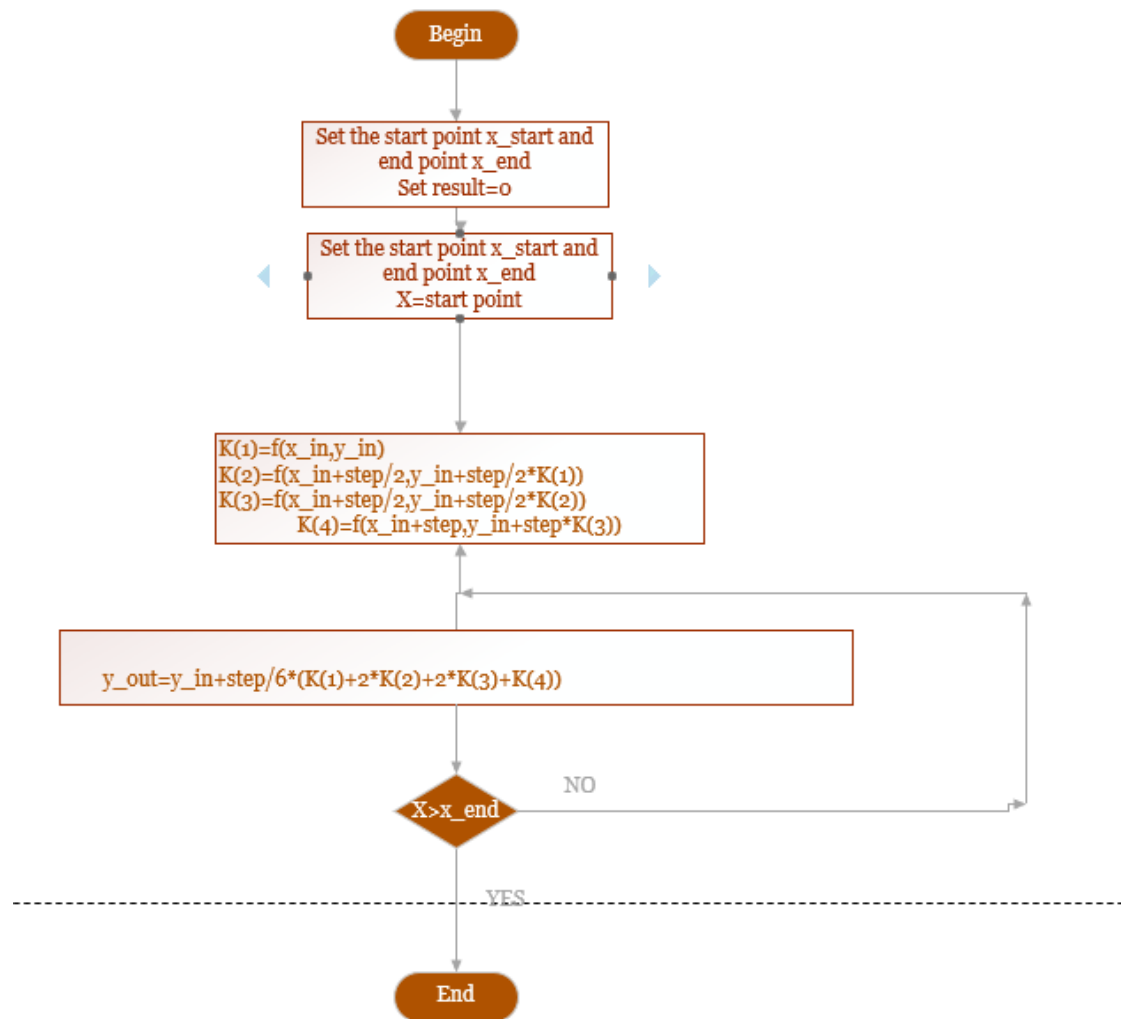 Begin
Set the start point x_start and
end point x_end
Set result=0
Set the start point x_start and
end point x_end
X=start point
K(1)=f(x_in,y_in)
K(2)=f(x_in+step/2,y_in+step/2*K(1))
K(3)=f(x_in+step/2,y_in+step/2*K(2))
K(4)=f(x_in+step,y_in+step*K(3))
y_out=y_in+step/6*(K(1)+2*K(2)+2*K(3)+K(4))
NO
X>x_end
YES
End